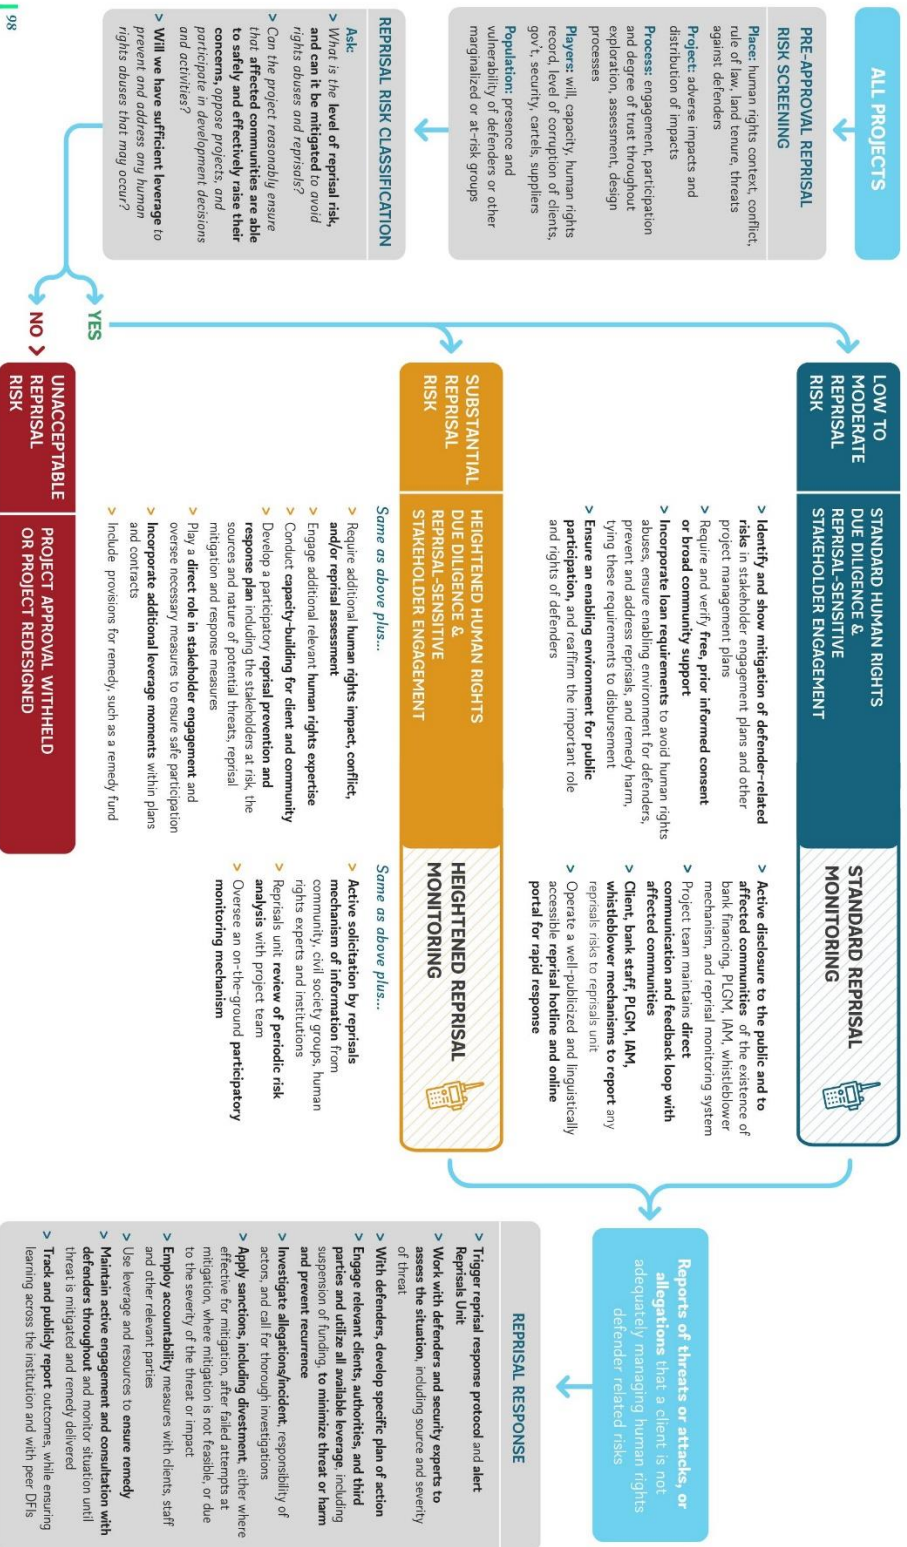 ALL PROJECTS
PRE-APPROVAL REPRISAL
RISK SCREENING
Place: human rights context, conflict,
rule of law, land tenure, threats
against defenders
Project: adverse impacts and
distribution of impacts
Process: engagement, participation
and degree of trust throughout
exploration, assessment, design
processes
Players: will, capacity, human rights
record, level of corruption of clients,
gov't, security, cartels, suppliers
Population: presence and
vulnerability of defenders or other
marginalized or at-risk groups
REPRISAL RISK CLASSIFICATION
Ask:
> What is the level of reprisal risk,
and can it be mitigated to avoid
rights abuses and reprisals?
> Can the project reasonably ensure
that affected communities are able
to safely and effectively raise their
concerns, oppose projects, and
participate in development decisions
and activities?
> Will we have sufficient leverage to
prevent and address any human
rights abuses that may occur?
YES
NO >
LOW TO
MODERATE
REPRISAL
RISK
STANDARD HUMAN RIGHTS
DUE DILIGENCE &
REPRISAL-SENSITIVE
STAKEHOLDER ENGAGEMENT
> Identify and show mitigation of defender-related
risks in stakeholder engagement plans and other
project management plans
> Require and verify free, prior informed consent
or broad community support
> Incorporate loan requirements to avoid human rights
abuses, ensure enabling environment for defenders,
prevent and address reprisals, and remedy harm,
tying these requirements to disbursement
> Ensure an enabling environment for public
participation, and reaffirm the important role
and rights of defenders
STANDARD REPRISAL
MONITORING
> Active disclosure to the public and to
affected communities of the existence of
bank financing, PLGM, IAM, whistleblower
mechanism, and reprisal monitoring system
> Project team maintains direct
communication and feedback loop with
affected communities
> Client, bank staff, PLGM, IAM,
whistleblower mechanisms to report any
reprisals risks to reprisals unit
> Operate a well-publicized and linguistically
accessible reprisal hotline and online
portal for rapid response
SUBSTANTIAL
REPRISAL
RISK
HEIGHTENED HUMAN RIGHTS
DUE DILIGENCE &
REPRISAL-SENSITIVE
STAKEHOLDER ENGAGEMENT
Same as above plus...
> Require additional human rights impact, conflict,
and/or reprisal assessment
> Engage additional relevant human rights expertise
> Conduct capacity-building for client and community
> Develop a participatory reprisal prevention and
response plan including the stakeholders at risk, the
sources and nature of potential threats, reprisal
mitigation and response measures
> Play a direct role in stakeholder engagement and
oversee necessary measures to ensure safe participation
> Incorporate additional leverage moments within plans
and contracts
> Include provisions for remedy, such as a remedy fund
HEIGHTENED REPRISAL
MONITORING
Same as above plus...
> Active solicitation by reprisals
mechanism of information from
community, civil society groups, human
rights experts and institutions
> Reprisals unit review of periodic risk
analysis with project team
> Oversee an on-the-ground participatory
monitoring mechanism
UNACCEPTABLE
REPRISAL
RISK
PROJECT APPROVAL WITHHELD
OR PROJECT REDESIGNED
Reports of threats or attacks, or
allegations that a client is not
adequately managing human rights
defender related risks
REPRISAL RESPONSE
> Trigger reprisal response protocol and alert
Reprisals Unit
> Work with defenders and security experts to
assess the situation, including source and severity
of threat
> With defenders, develop specific plan of action
> Engage relevant clients, authorities, and third
parties and utilize all available leverage, including
suspension of funding, to minimize threat or harm
and prevent recurrence
> Investigate allegations/incident, responsibility of
actors, and call for thorough investigations
> Apply sanctions, including divestment, either where
effective for mitigation, after failed attempts at
mitigation, where mitigation is not feasible, or due
to the severity of the threat or impact
> Employ accountability measures with clients, staff
and other relevant parties
> Use leverage and resources to ensure remedy
> Maintain active engagement and consultation with
defenders throughout and monitor situation until
threat is mitigated and remedy delivered
> Track and publicly report outcomes, while ensuring
learning across the institution and with peer DFIs
98